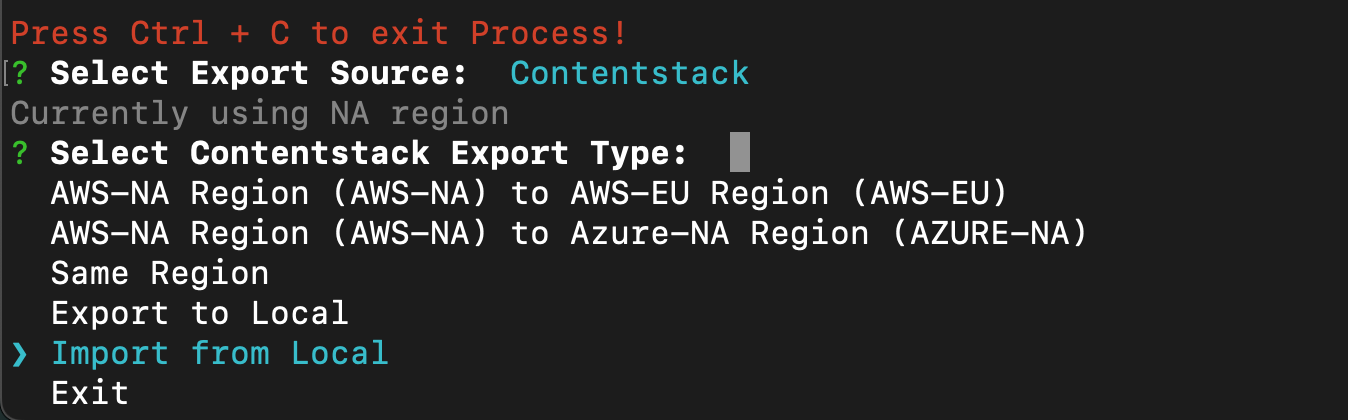 Press Ctrl + C to exit Process!
[? Select Export Source:  Contentstack
Currently using NA region
? Select Contentstack Export Type:
AWS-NA Region (AWS-NA) to AWS-EU Region (AWS-EU)
AWS-NA Region (AWS-NA) to Azure-NA Region (AZURE-NA)
Same Region
Export to Local
❯ Import from Local
Exit